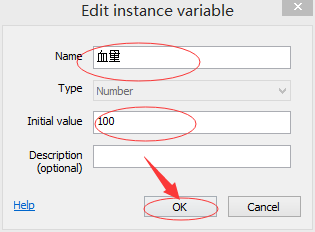 Edit instance variable
Name 血量
Type Number
Initial value 100
Description
(optional)
Help OK Cancel